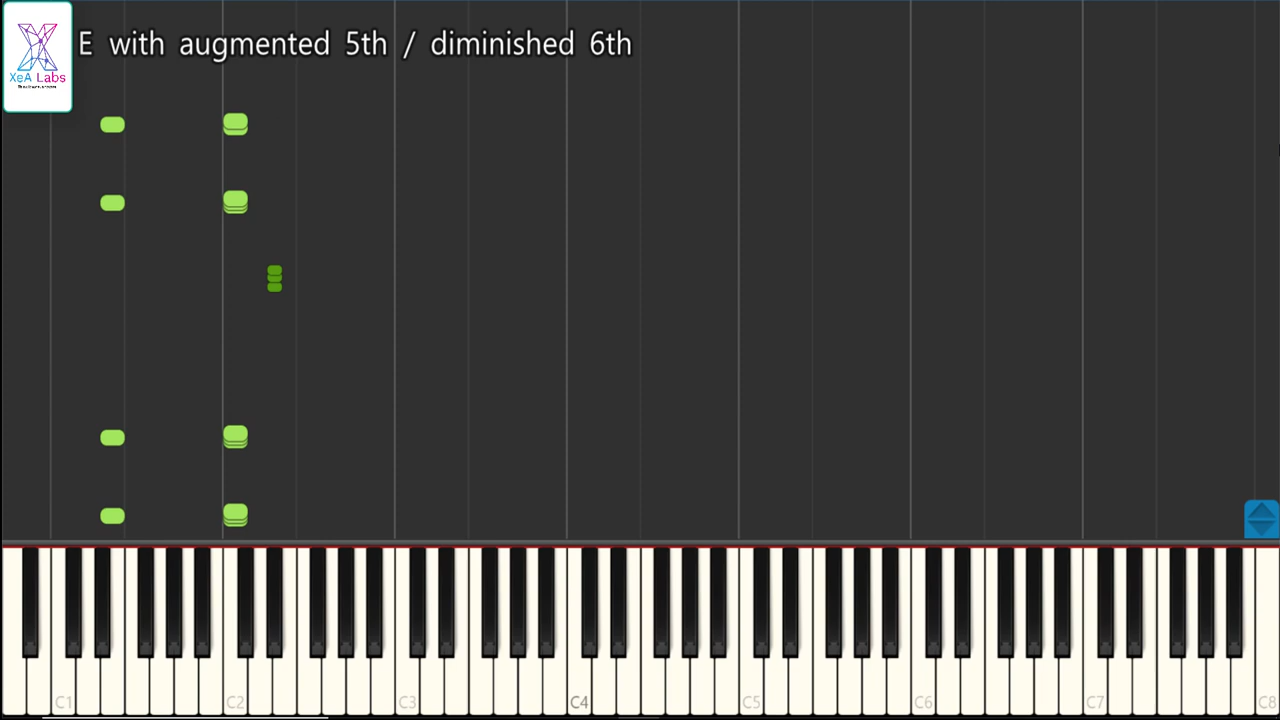 E with augmented 5th / diminished 6th
XeA Labs
C1
C2
C3
C4
C5
C6
C7
C8